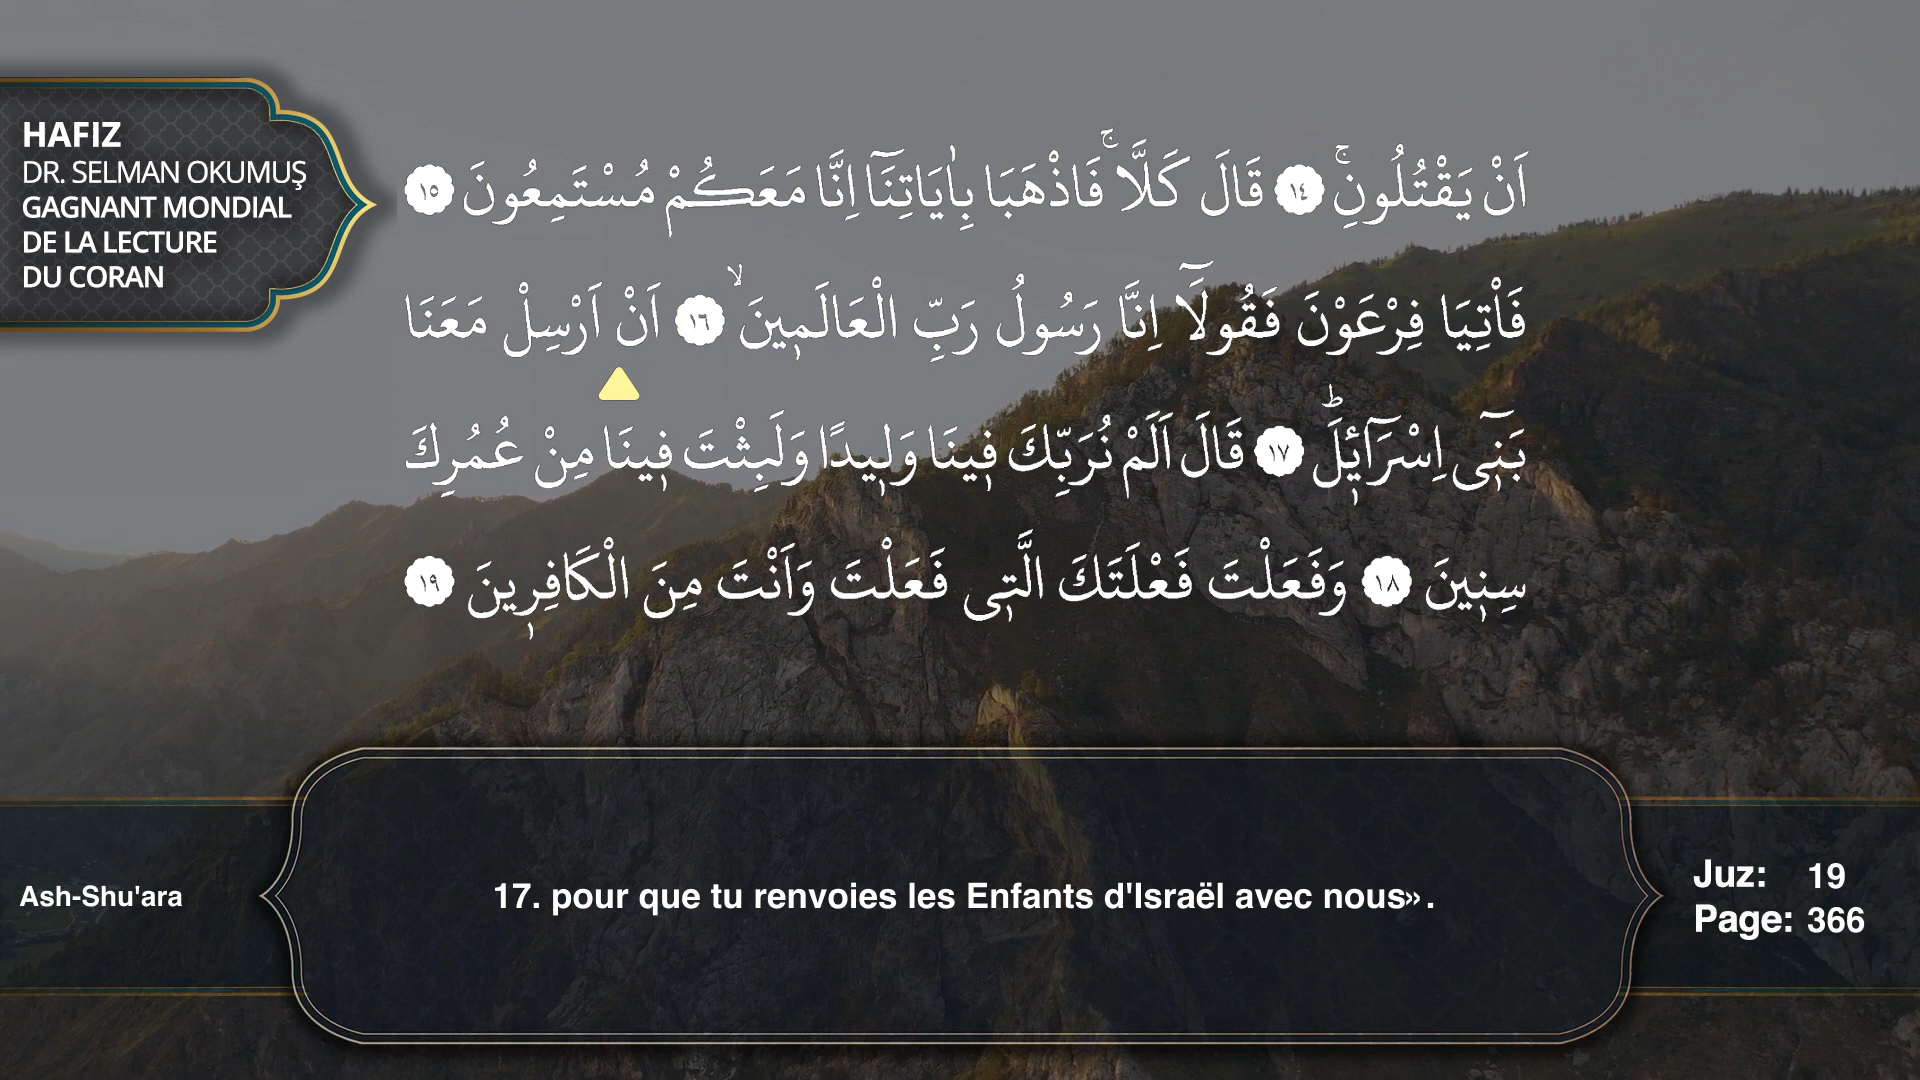 HAFIZ
DR. SELMAN OKUMUŞ
GAGNANT MONDIAL
DE LA LECTURE
DU CORAN
اَنْ يَقْتُلُونِۚ ١٤ قَالَ كَلَّاۚ فَاذْهَبَا بِاٰيَاتِنَٓا اِنَّا مَعَكُمْ مُسْتَمِعُونَ ١٥
فَأْتِيَا فِرْعَوْنَ فَقُولَٓا اِنَّا رَسُولُ رَبِّ الْعَالَمٖينَۙ ١٦ اَنْ اَرْسِلْ مَعَنَا
بَنٖٓى اِسْرَٓائٖلَؕ ١٧ قَالَ اَلَمْ نُرَبِّكَ فٖينَا وَلٖيدًا وَلَبِثْتَ فٖينَا مِنْ عُمُرِكَ
سِنٖينَ ١٨ وَفَعَلْتَ فَعْلَتَكَ الَّتٖى فَعَلْتَ وَاَنْتَ مِنَ الْكَافِرٖينَ ١٩
Ash-Shu'ara
17. pour que tu renvoies les Enfants d'Israël avec nous».
Juz: 19
Page: 366